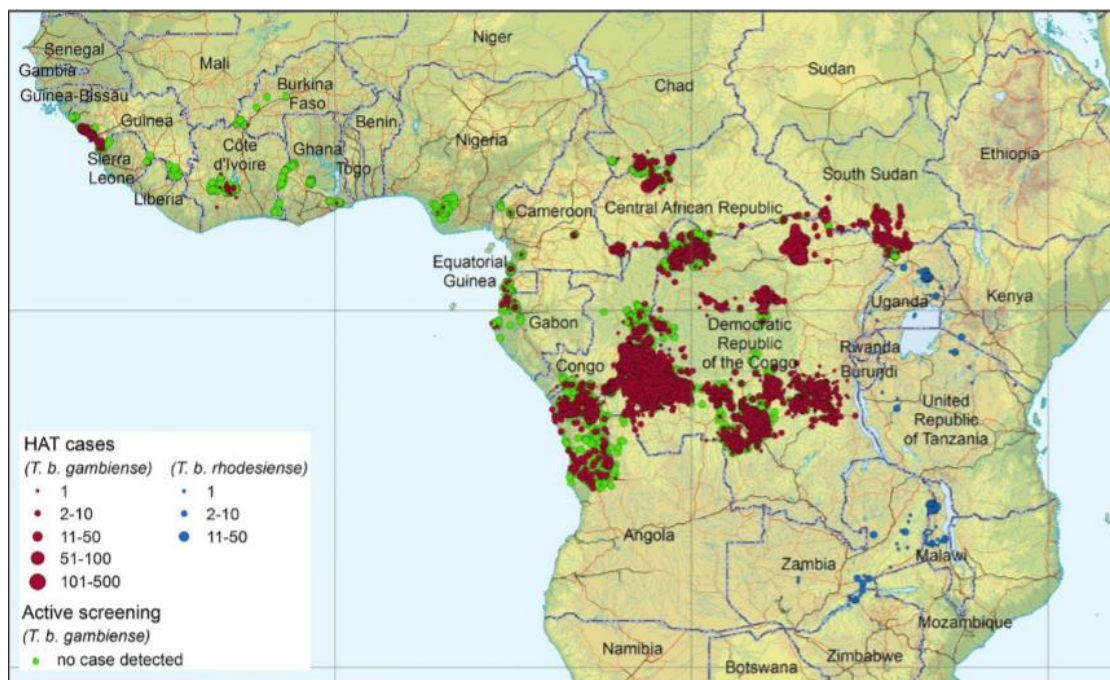 Senegal
Gambia
Guinea-Bissau
Guinea
Sierra
Leone
Liberia
Mali
Burkina
Faso
Côte
d'Ivoire
Ghana
Togo
Benin
Niger
Nigeria
Chad
Sudan
Ethiopia
South Sudan
Cameroon
Central African Republic
Equatorial
Guinea
Gabon
Congo
Democratic
Republic
of the Congo
Uganda
Kenya
Rwanda
Burundi
United
Republic
of Tanzania
Angola
Zambia
Malawi
Mozambique
Namibia
Botswana
Zimbabwe
HAT cases
(T. b. gambiense) (T. b. rhodesiense)
1 1
2-10 2-10
11-50 11-50
51-100
101-500
Active screening
(T. b. gambiense)
no case detected